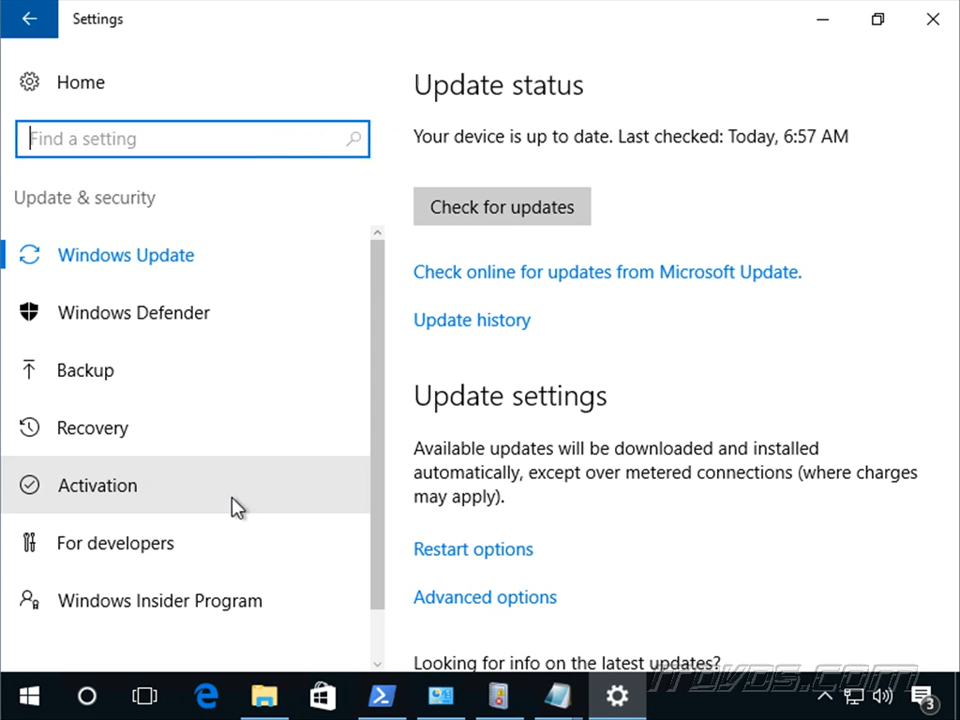 Settings
Home
Find a setting
Update & security
Windows Update
Windows Defender
Backup
Recovery
Activation
For developers
Windows Insider Program
Update status
Your device is up to date. Last checked: Today, 6:57 AM
Check for updates
Check online for updates from Microsoft Update.
Update history
Update settings
Available updates will be downloaded and installed
automatically, except over metered connections (where charges
may apply).
Restart options
Advanced options
Looking for info on the latest updates?
3